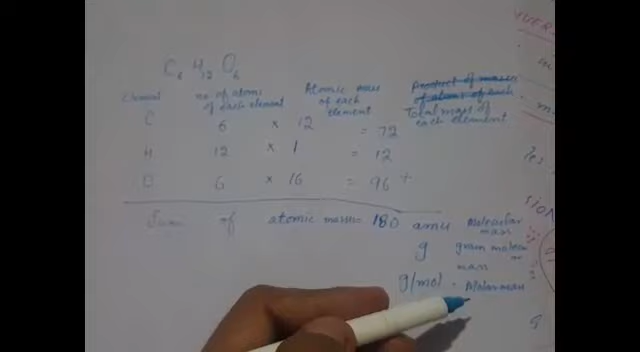 C6 H12 O6
Element no of atoms of each element Atomic mass of each element Total mass of each element
C 6 × 12 = 72
H 12 × 1 = 12
O 6 × 16 = 96 +
Sum of atomic masses = 180 amu Molecular mass
g gram molecular mass
g/mol . Molar mass